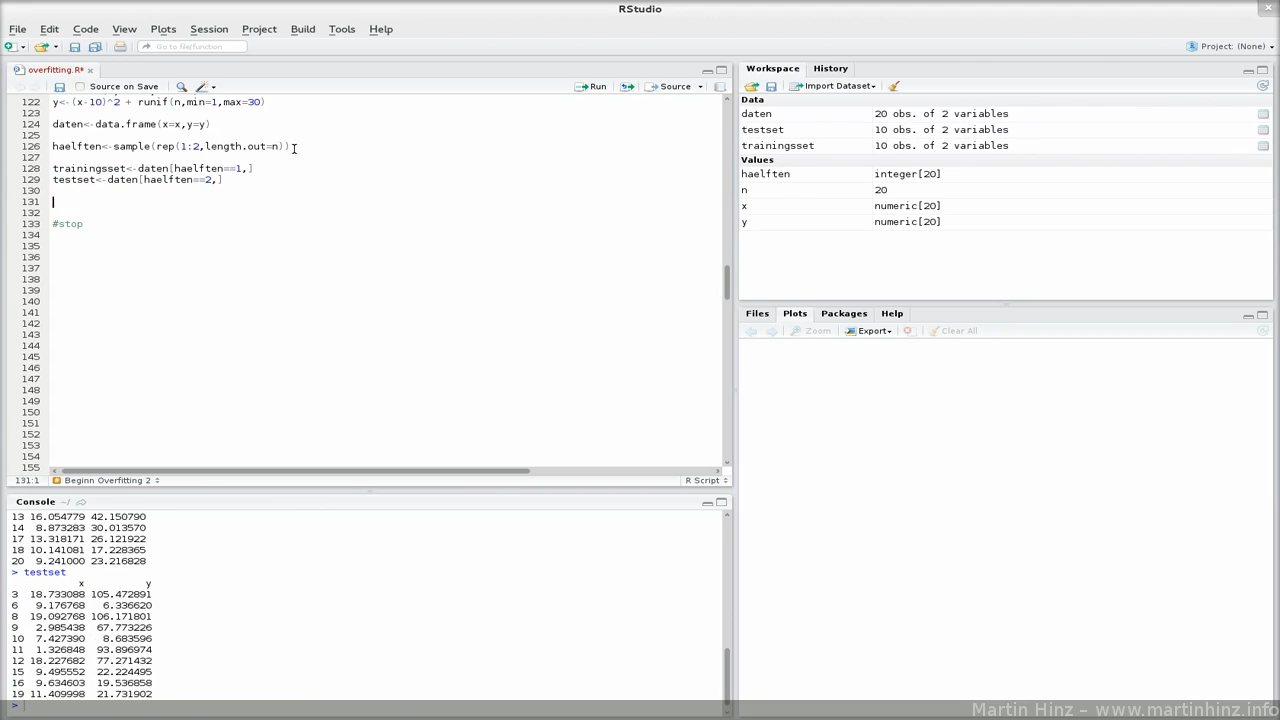 RStudio
File Edit Code View Plots Session Project Build Tools Help
Go to file/function
Project: (None)
overfitting.R*
Source on Save
Run
Source
122 y<-(x-10)^2 + runif(n,min=1,max=30)
123
124 daten<-data.frame(x=x,y=y)
125
126 haelften<-sample(rep(1:2,length.out=n))
127
128 trainingsset<-daten[haelften==1,]
129 testset<-daten[haelften==2,]
130
131
132
133 #stop
134
135
136
137
138
139
140
141
142
143
144
145
146
147
148
149
150
151
152
153
154
155
131:1 Beginn Overfitting 2
R Script
Console ~/
13 16.054779 42.150790
14 8.873283 30.013570
17 13.318171 26.121922
18 10.141081 17.228365
20 9.241000 23.216828
> testset
x y
3 18.733088 105.472891
6 9.176768 6.336620
8 19.092768 106.171801
9 2.985438 67.773226
10 7.427390 8.683596
11 1.326848 93.896974
12 18.227682 77.271432
15 9.495552 22.224495
16 9.634603 19.536858
19 11.409998 21.731902
>
Workspace History
Import Dataset
Data
daten 20 obs. of 2 variables
testset 10 obs. of 2 variables
trainingsset 10 obs. of 2 variables
Values
haelften integer[20]
n 20
x numeric[20]
y numeric[20]
Files Plots Packages Help
Zoom Export Clear All
Martin Hinz - www.martinhinz.info